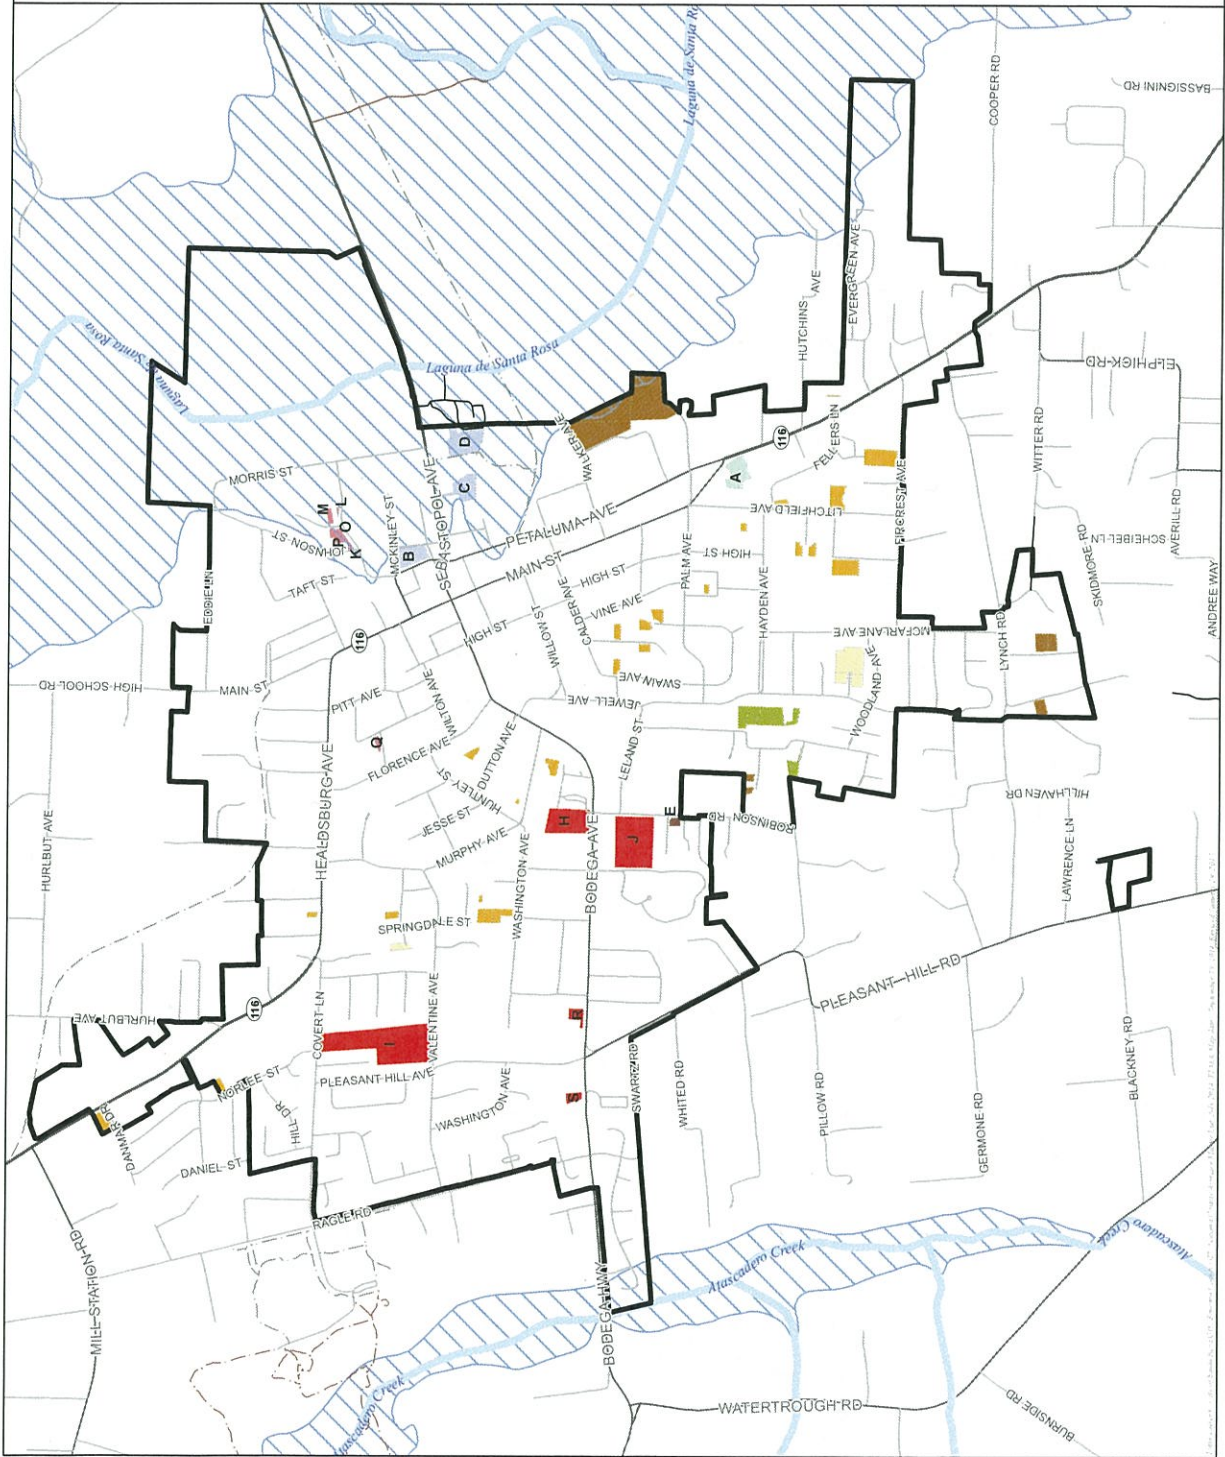 Laguna de Santa Ro
COOPER RD
BASSIGNINI RD
Laguna de Santa Rosa
HUTCHINS AVE
EVERGREEN AVE
Laguna de Santa Rosa
ELPHICK RD
MORRIS ST
WALKER AVE
116
FELLERS LN
WITTER RD
D
C
A
M
L
O
P
K
JOHNSON ST
MCKINLEY ST
B
SEBASTOPOL AVE
PETALUMA AVE
LITCHFIELD AVE
FIRCREST AVE
AVERILL RD
SCHEIBEL LN
SKIDMORE RD
TAFT ST
EDDIE LN
MAIN ST
HIGH ST
PALM AVE
HIGH ST
ANDREE WAY
116
HIGH ST
WILLOW ST
CALDER AVE
VINE AVE
HAYDEN AVE
MCFARLANE AVE
LYNCH RD
HIGH SCHOOL RD
MAIN ST
PITT AVE
WILTON AVE
SWAIN AVE
JEWELL AVE
WOODLAND AVE
Q
FLORENCE AVE
DUTTON AVE
LELAND ST
HUNTLEY ST
HEALDSBURG AVE
JESSE ST
HURLBUT AVE
MURPHY AVE
H
E
J
ROBINSON RD
HILLHAVEN DR
LAWRENCE LN
WASHINGTON AVE
BODEGA AVE
SPRINGDALE ST
PLEASANT HILL RD
HURLBUT AVE
116
COVERT LN
VALENTINE AVE
I
R
NORLEE ST
PLEASANT HILL AVE
HILL DR
WASHINGTON AVE
S
SWARTZ RD
WHITED RD
PILLOW RD
BLACKNEY RD
DANMAR DR
DANIEL ST
GERMONE RD
RAGLE RD
MILL STATION RD
Atascadero Creek
Atascadero Creek
Atascadero Creek
BODEGA HWY
Atascadero Creek
WATERTROUGH RD
BURNSIDE RD